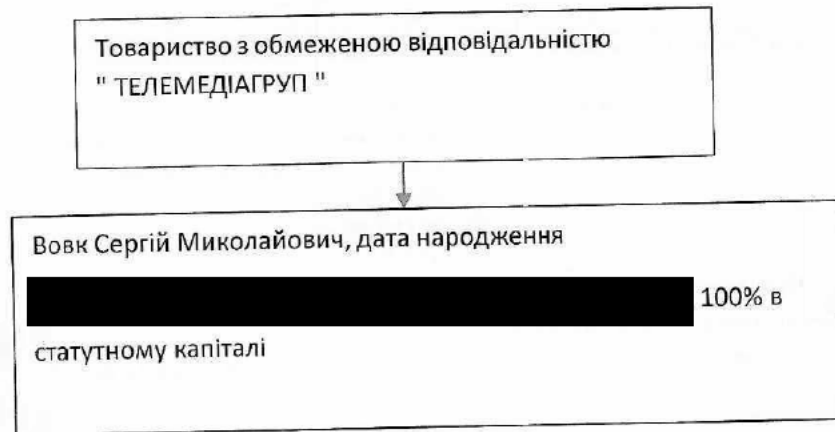 Товариство з обмеженою відповідальністю
" ТЕЛЕМЕДІАГРУП "
Вовк Сергій Миколайович, дата народження
100% в
статутному капіталі